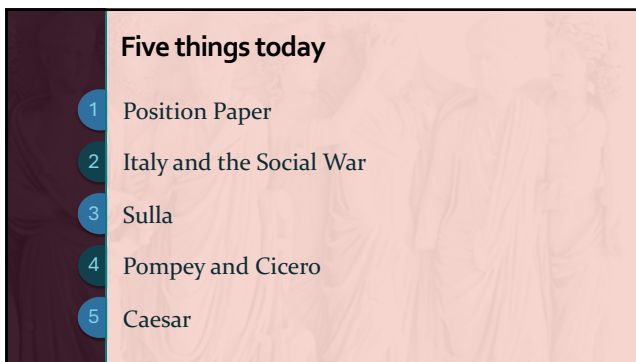 Five things today
1 Position Paper
2 Italy and the Social War
3 Sulla
4 Pompey and Cicero
5 Caesar